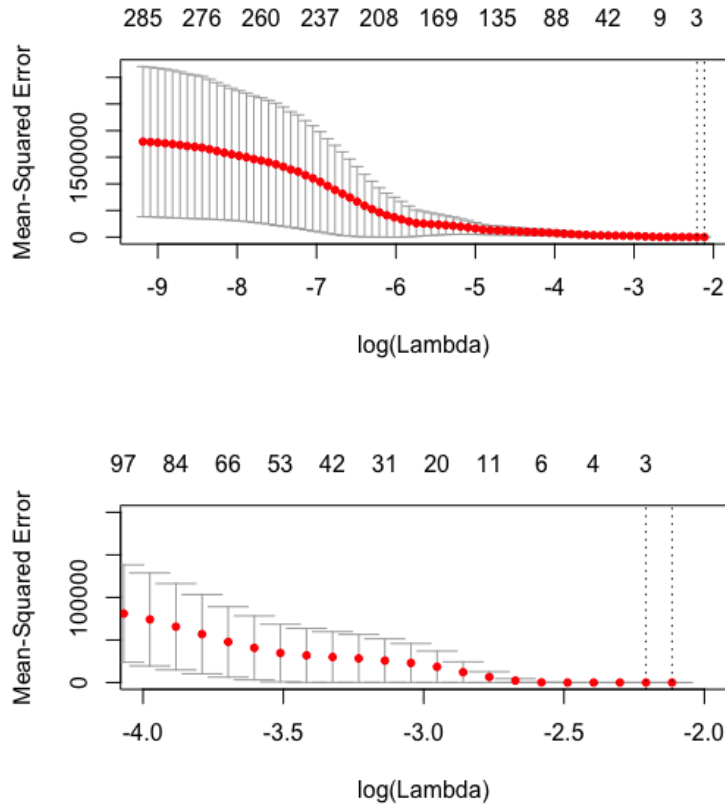 285 276 260 237 208 169 135 88 42 9 3
Mean-Squared Error
1500000
0
-9 -8 -7 -6 -5 -4 -3 -2
log(Lambda)
97 84 66 53 42 31 20 11 6 4 3
Mean-Squared Error
100000
0
-4.0 -3.5 -3.0 -2.5 -2.0
log(Lambda)